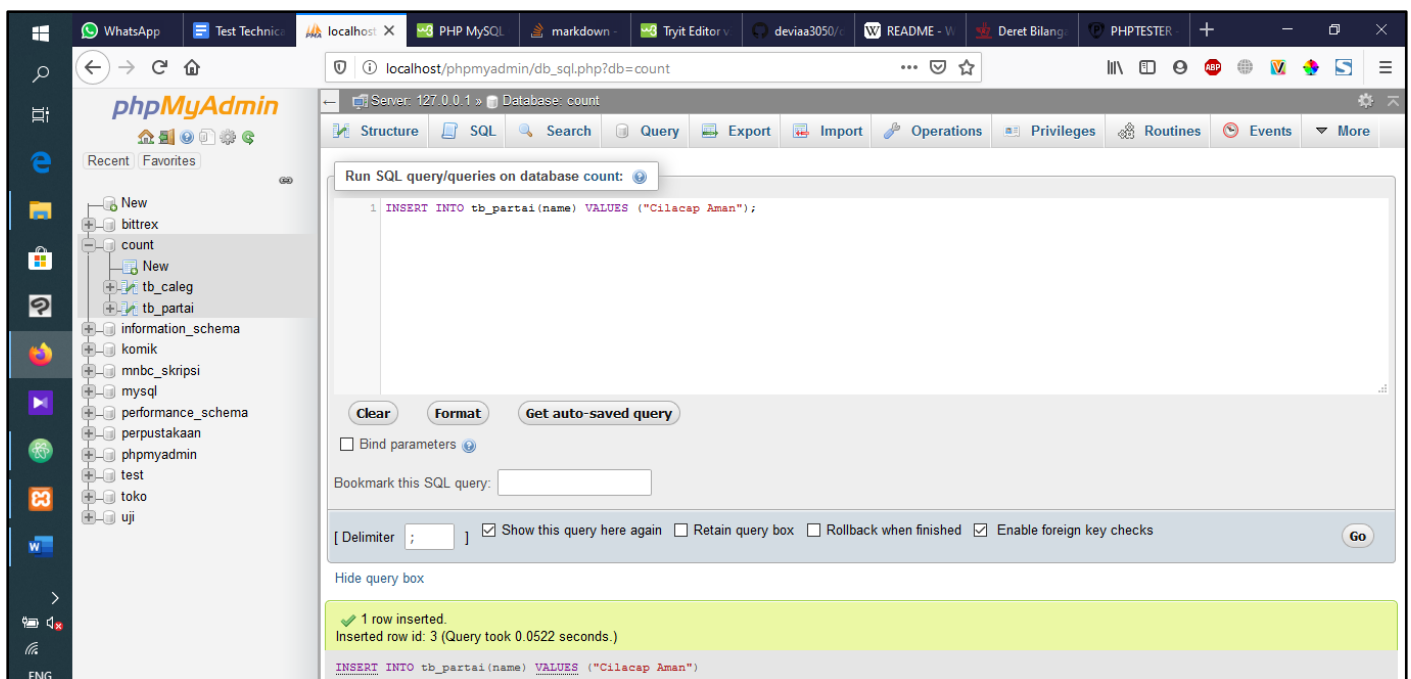 WhatsApp
Test Technica
localhost
PHP MySQL
markdown -
Tryit Editor v
deviaa3050/c
README - W
Deret Bilanga
PHPTESTER -
localhost/phpmyadmin/db_sql.php?db=count
ABP
phpMyAdmin
Recent
Favorites
New
bittrex
count
New
tb_caleg
tb_partai
information_schema
komik
mnbc_skripsi
mysql
performance_schema
perpustakaan
phpmyadmin
test
toko
uji
ENG
Server: 127.0.0.1 » Database: count
Structure
SQL
Search
Query
Export
Import
Operations
Privileges
Routines
Events
More
Run SQL query/queries on database count:
1 INSERT INTO tb_partai(name) VALUES ("Cilacap Aman");
Clear
Format
Get auto-saved query
Bind parameters
Bookmark this SQL query:
[ Delimiter ; ]
Show this query here again
Retain query box
Rollback when finished
Enable foreign key checks
Go
Hide query box
1 row inserted.
Inserted row id: 3 (Query took 0.0522 seconds.)
INSERT INTO tb_partai(name) VALUES ("Cilacap Aman")